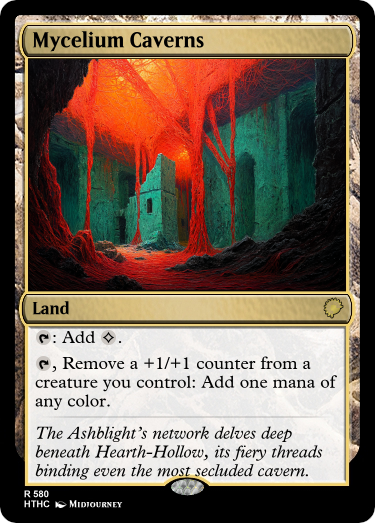 Mycelium Caverns
Land
: Add .
, Remove a +1/+1 counter from a
creature you control: Add one mana of
any color.
The Ashblight's network delves deep
beneath Hearth-Hollow, its fiery threads
binding even the most secluded cavern.
R 580
HTHC Midjourney